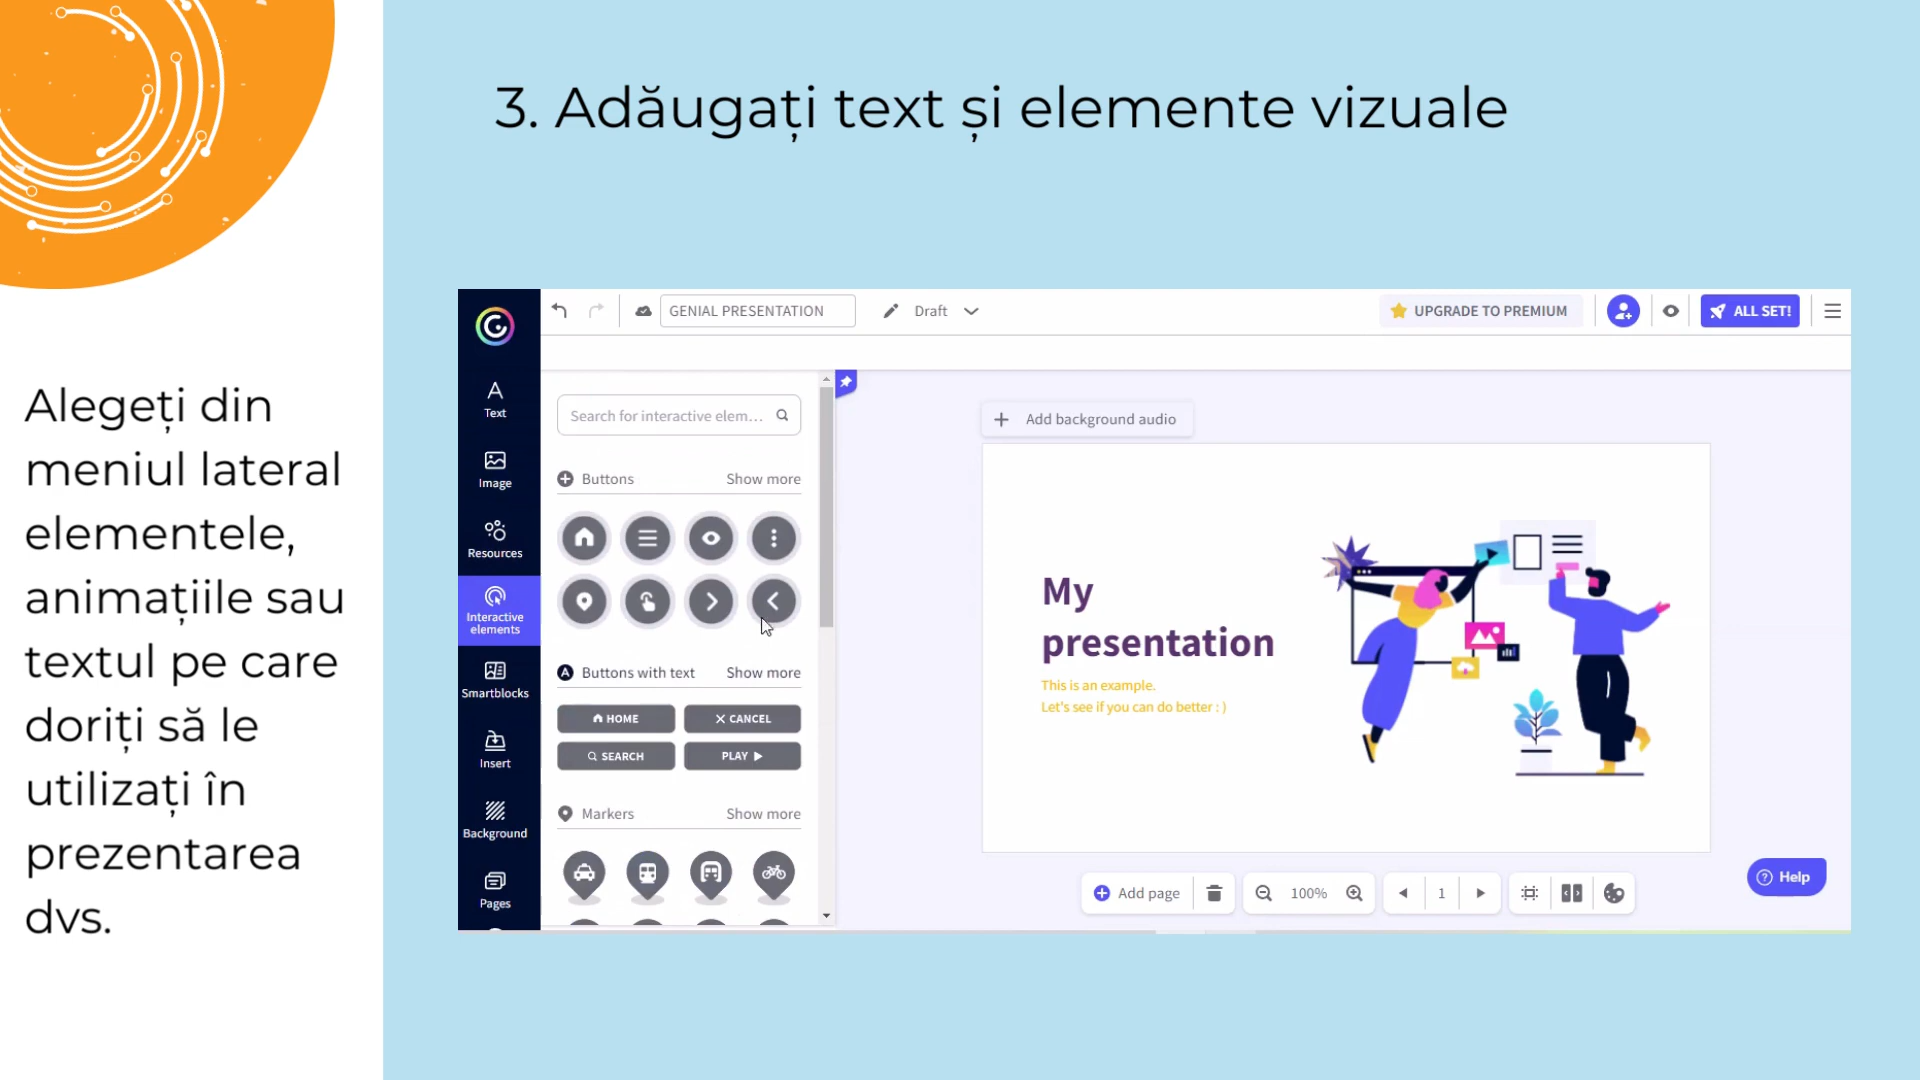 3. Adăugați text și elemente vizuale
Alegeți din
meniul lateral
elementele,
animațiile sau
textul pe care
doriți să le
utilizați în
prezentarea
dvs.
GENIAL PRESENTATION
Draft
UPGRADE TO PREMIUM
ALL SET!
Text
Image
Resources
Interactive
elements
Smartblocks
Insert
Background
Pages
Search for interactive elem...
Buttons
Show more
A Buttons with text
Show more
HOME
CANCEL
SEARCH
PLAY
Markers
Show more
Add background audio
My
presentation
This is an example.
Let's see if you can do better : )
Add page
100%
1
Help